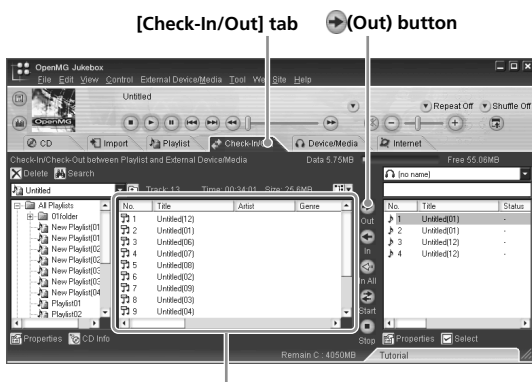 [Check-In/Out] tab (Out) button
OpenMG Jukebox
File Edit View Control External Device/Media Tool Web Site Help
Untitled
OpenMG
Repeat Off Shuffle Off
CD Import Playlist Check-In/ Device/Media Internet
Check-In/Check-Out between Playlist and External Device/Media Data 5.75MB Free 55.06MB
Delete Search
(no name)
Untitled Track: 13 Time: 00:34:01 Size: 25.6MB
All Playlists
01folder
New Playlist(01
New Playlist(01
New Playlist(02
New Playlist(02
New Playlist(03
New Playlist(03
New Playlist(04
Playlist01
Playlist02
No. Title Artist Genre
1 Untitled(12)
2 Untitled(01)
3 Untitled(06)
4 Untitled(07)
5 Untitled(08)
6 Untitled(02)
7 Untitled(09)
8 Untitled(03)
9 Untitled(04)
Out
In
In All
Start
Stop
No. Title Status
1 Untitled(01) -
2 Untitled(01) -
3 Untitled(12) -
4 Untitled(12) -
Properties CD Info
Properties Select
Remain C : 4050MB Tutorial